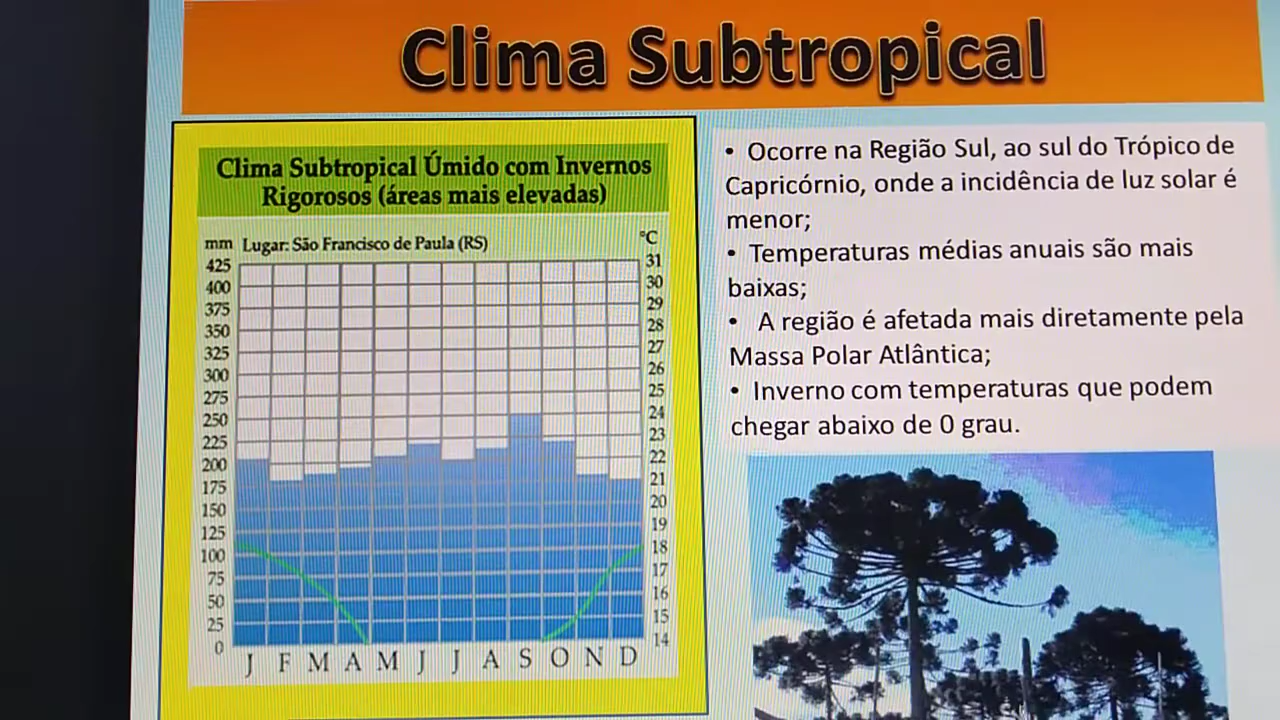 Clima Subtropical
Clima Subtropical Úmido com Invernos
Rigorosos (áreas mais elevadas)
mm Lugar: São Francisco de Paula (RS) °C
425 31
400 30
375 29
350 28
325 27
300 26
275 25
250 24
225 23
200 22
175 21
150 20
125 19
100 18
75 17
50 16
25 15
0 14
J F M A M J J A S O N D
• Ocorre na Região Sul, ao sul do Trópico de
Capricórnio, onde a incidência de luz solar é
menor;
• Temperaturas médias anuais são mais
baixas;
• A região é afetada mais diretamente pela
Massa Polar Atlântica;
• Inverno com temperaturas que podem
chegar abaixo de 0 grau.